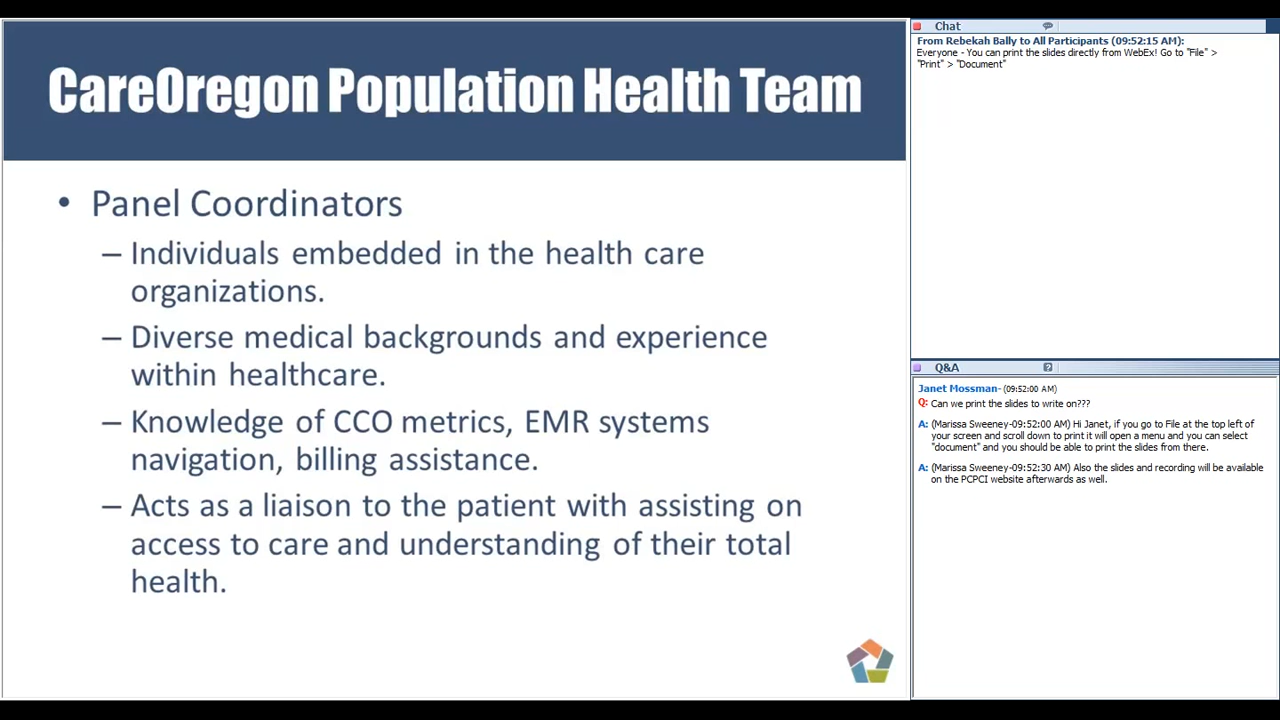 CareOregon Population Health Team
• Panel Coordinators
– Individuals embedded in the health care
organizations.
– Diverse medical backgrounds and experience
within healthcare.
– Knowledge of CCO metrics, EMR systems
navigation, billing assistance.
– Acts as a liaison to the patient with assisting on
access to care and understanding of their total
health.
Chat
From Rebekah Bally to All Participants (09:52:15 AM):
Everyone - You can print the slides directly from WebEx! Go to "File" >
"Print" > "Document"
Q&A
Janet Mossman- (09:52:00 AM)
Q: Can we print the slides to write on???
A: (Marissa Sweeney-09:52:00 AM) Hi Janet, if you go to File at the top left of
your screen and scroll down to print it will open a menu and you can select
"document" and you should be able to print the slides from there.
A: (Marissa Sweeney-09:52:30 AM) Also the slides and recording will be available
on the PCPCI website afterwards as well.